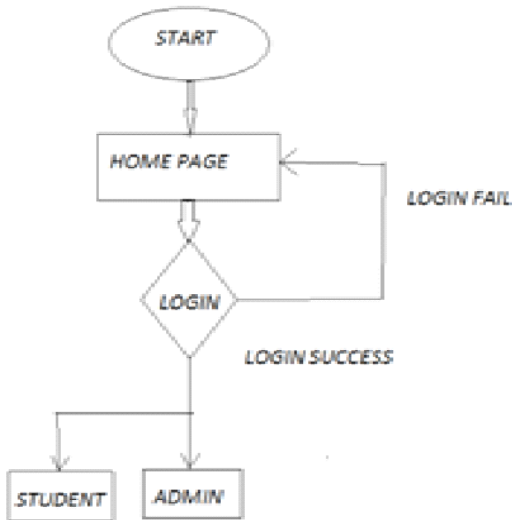 START
HOME PAGE
LOGIN FAIL
LOGIN
LOGIN SUCCESS
STUDENT
ADMIN